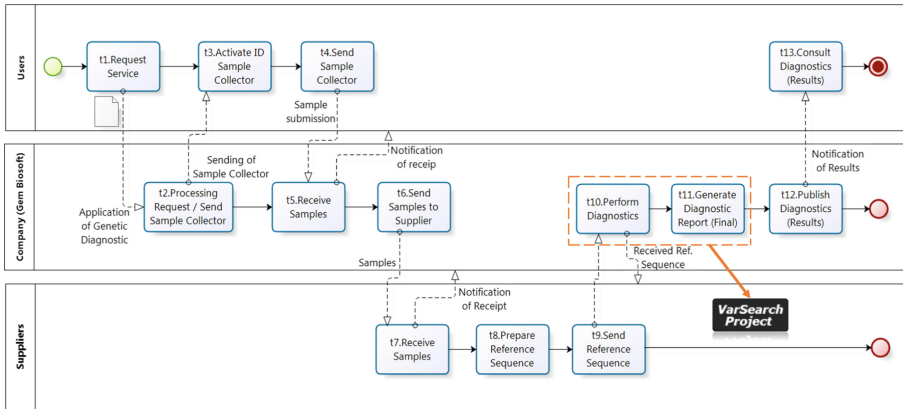 Users
t1.Request
Service
t3.Activate ID
Sample
Collector
t4.Send
Sample
Collector
t13.Consult
Diagnostics
(Results)
Sample
submission
Notification
of receip
Sending of
Sample Collector
Notification
of Results
Company (Gem Biosoft)
Application
of Genetic
Diagnostic
t2.Processing
Request / Send
Sample Collector
t5.Receive
Samples
t6.Send
Samples to
Supplier
t10.Perform
Diagnostics
t11.Generate
Diagnostic
Report (Final)
t12.Publish
Diagnostics
(Results)
Samples
Received Ref.
Sequence
Notification
of Receipt
VarSearch
Project
Suppliers
t7.Receive
Samples
t8.Prepare
Reference
Sequence
t9.Send
Reference
Sequence